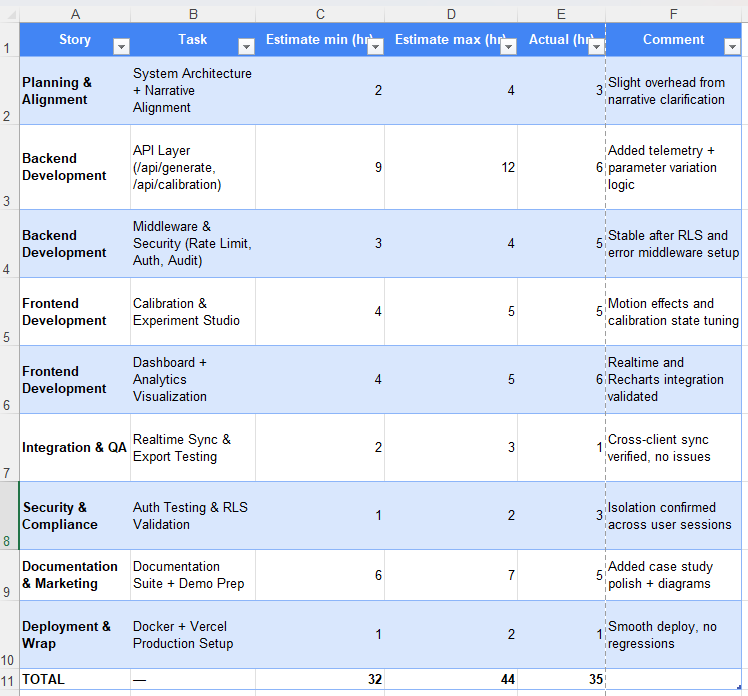 A B C D E F
1 Story Task Estimate min (hr) Estimate max (hr) Actual (hr) Comment
2 Planning & Alignment System Architecture + Narrative Alignment 2 4 3 Slight overhead from narrative clarification
3 Backend Development API Layer (/api/generate, /api/calibration) 9 12 6 Added telemetry + parameter variation logic
4 Backend Development Middleware & Security (Rate Limit, Auth, Audit) 3 4 5 Stable after RLS and error middleware setup
5 Frontend Development Calibration & Experiment Studio 4 5 5 Motion effects and calibration state tuning
6 Frontend Development Dashboard + Analytics Visualization 4 5 6 Realtime and Recharts integration validated
7 Integration & QA Realtime Sync & Export Testing 2 3 1 Cross-client sync verified, no issues
8 Security & Compliance Auth Testing & RLS Validation 1 2 3 Isolation confirmed across user sessions
9 Documentation & Marketing Documentation Suite + Demo Prep 6 7 5 Added case study polish + diagrams
10 Deployment & Wrap Docker + Vercel Production Setup 1 2 1 Smooth deploy, no regressions
11 TOTAL — 32 44 35